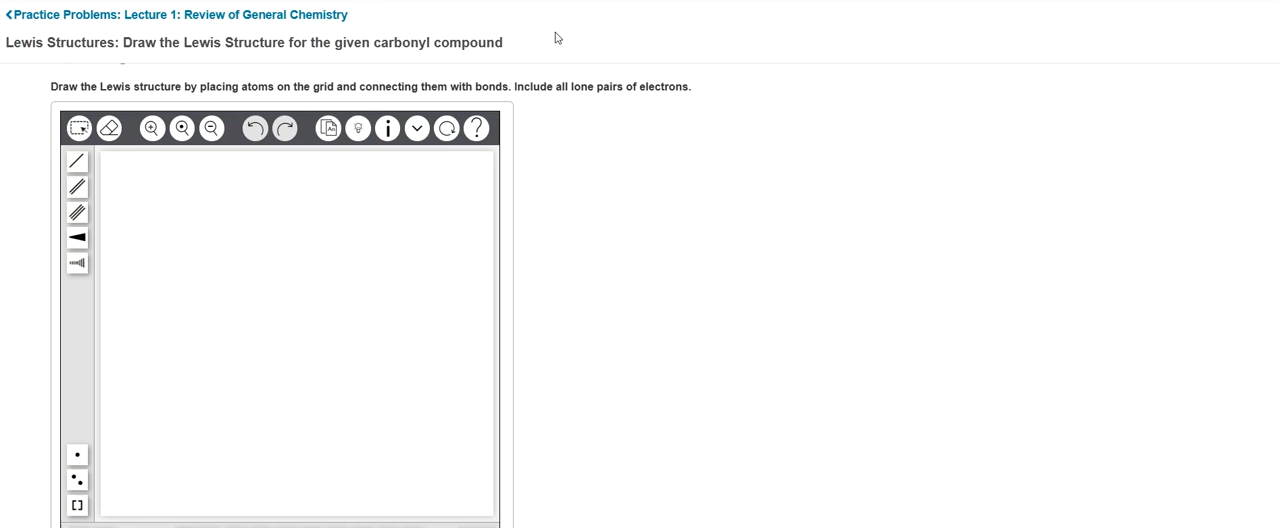 Practice Problems: Lecture 1: Review of General Chemistry
Lewis Structures: Draw the Lewis Structure for the given carbonyl compound
Draw the Lewis structure by placing atoms on the grid and connecting them with bonds. Include all lone pairs of electrons.
An
i
?
[ ]